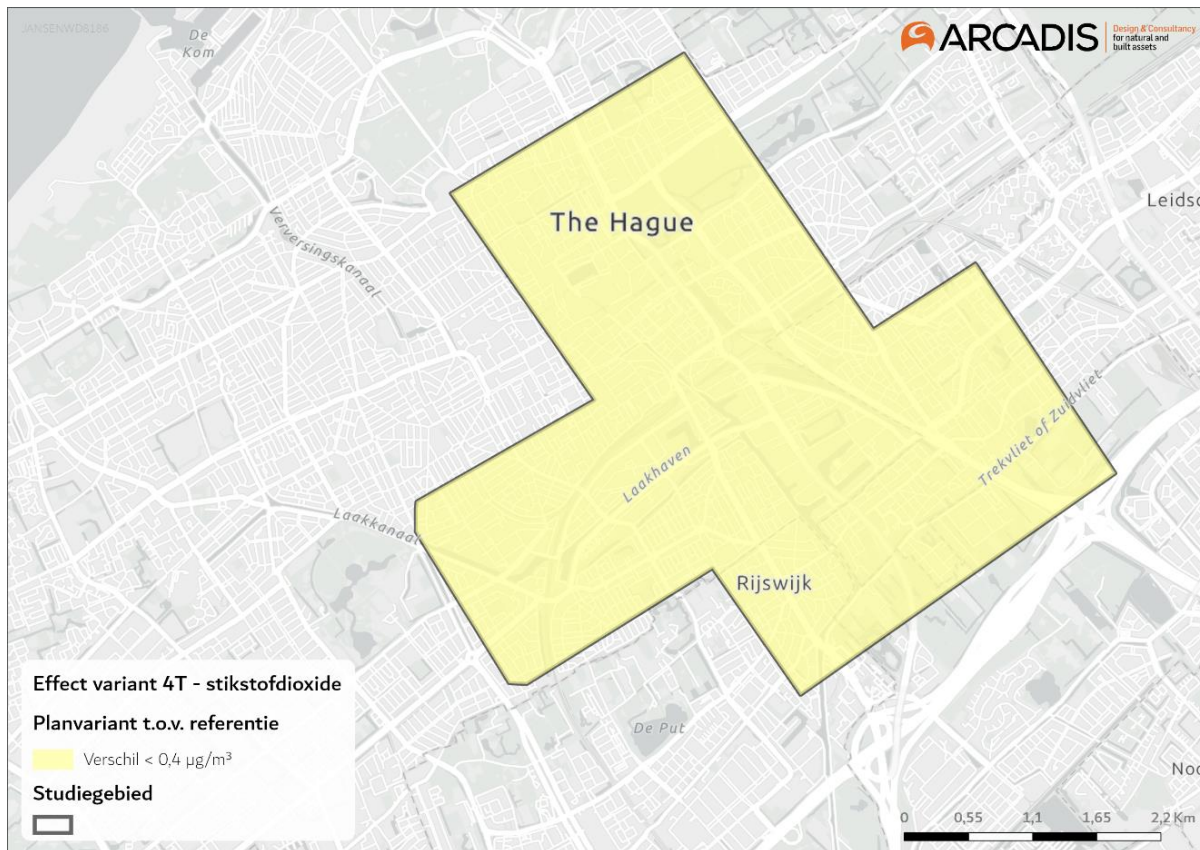 JANSENWD6186
De
Kom
ARCADIS
Design & Consultancy
for natural and
built assets
Leidsc
The Hague
Verversingskanaal
Trekvliet of Zuidvliet
Laakhaven
Laakkanaal
Rijswijk
De Put
Noo
Effect variant 4T - stikstofdioxide
Planvariant t.o.v. referentie
Verschil < 0,4 µg/m³
Studiegebied
0 0,55 1,1 1,65 2,2 Km